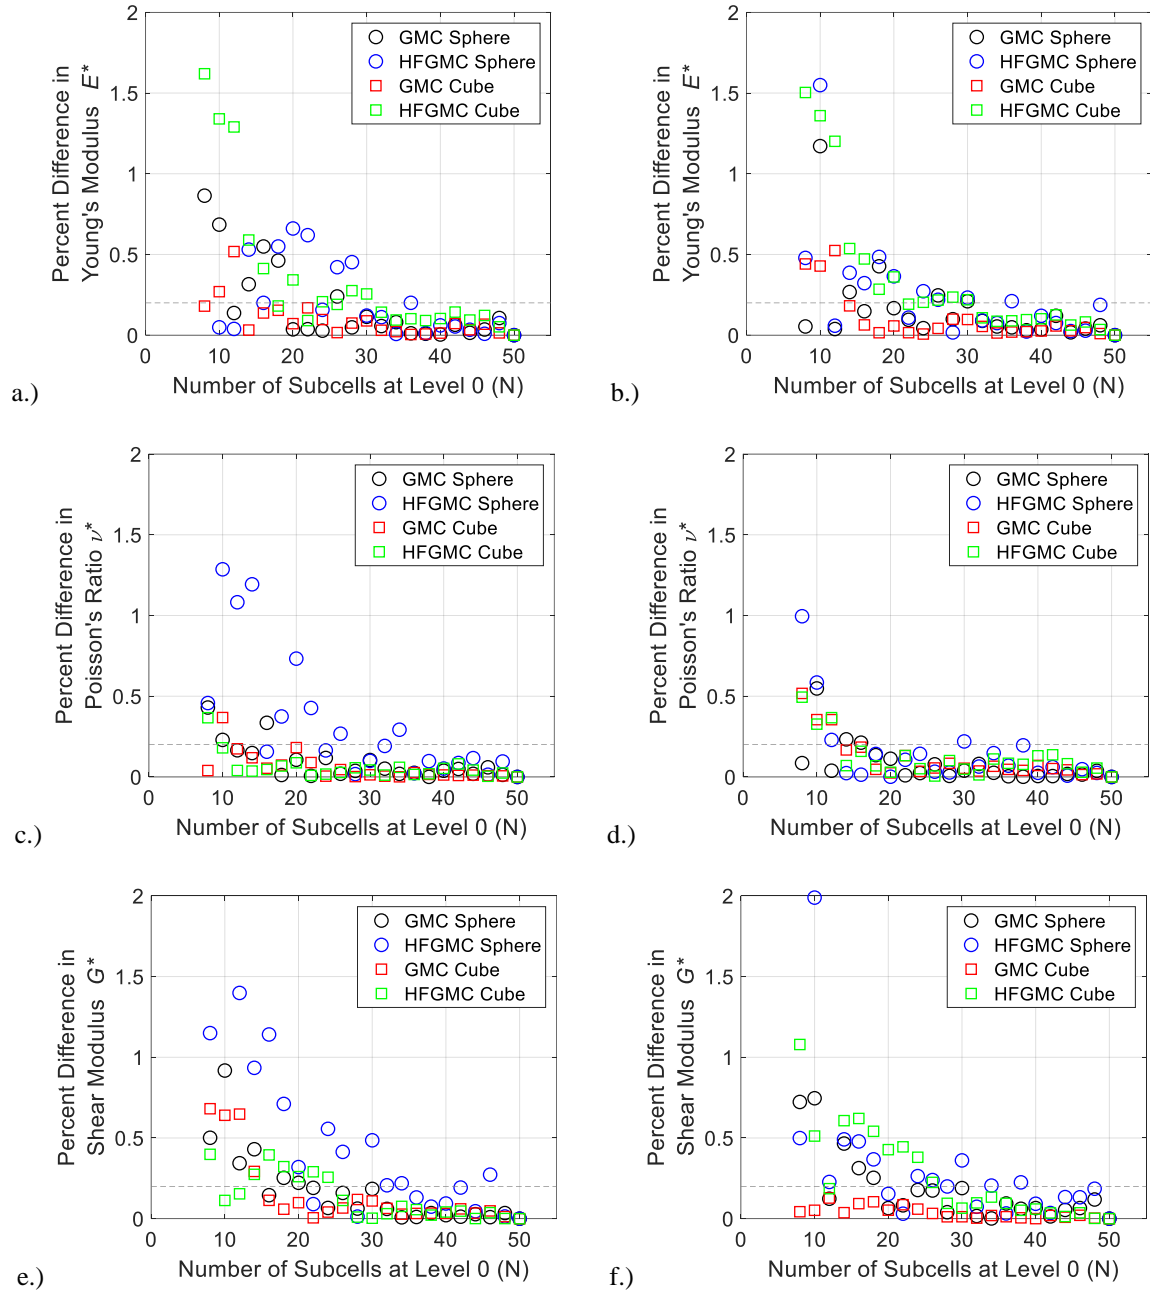 2
1.5
1
0.5
0
0
10
20
30
40
50
Percent Difference in
Young's Modulus E*
Number of Subcells at Level 0 (N)
GMC Sphere
HFGMC Sphere
GMC Cube
HFGMC Cube
a.)
2
1.5
1
0.5
0
0
10
20
30
40
50
Percent Difference in
Young's Modulus E*
Number of Subcells at Level 0 (N)
GMC Sphere
HFGMC Sphere
GMC Cube
HFGMC Cube
b.)
2
1.5
1
0.5
0
0
10
20
30
40
50
Percent Difference in
Poisson's Ratio ν*
Number of Subcells at Level 0 (N)
GMC Sphere
HFGMC Sphere
GMC Cube
HFGMC Cube
c.)
2
1.5
1
0.5
0
0
10
20
30
40
50
Percent Difference in
Poisson's Ratio ν*
Number of Subcells at Level 0 (N)
GMC Sphere
HFGMC Sphere
GMC Cube
HFGMC Cube
d.)
2
1.5
1
0.5
0
0
10
20
30
40
50
Percent Difference in
Shear Modulus G*
Number of Subcells at Level 0 (N)
GMC Sphere
HFGMC Sphere
GMC Cube
HFGMC Cube
e.)
2
1.5
1
0.5
0
0
10
20
30
40
50
Percent Difference in
Shear Modulus G*
Number of Subcells at Level 0 (N)
GMC Sphere
HFGMC Sphere
GMC Cube
HFGMC Cube
f.)